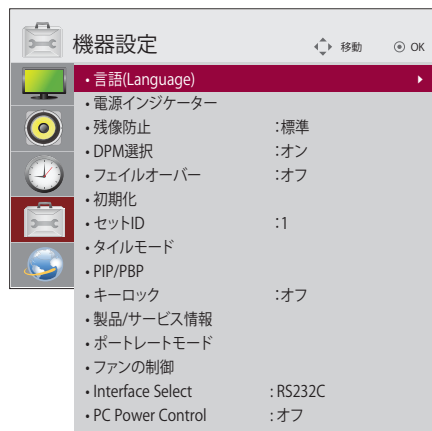 機器設定 移動 OK
・言語(Language)
・電源インジケーター
・残像防止 :標準
・DPM選択 :オン
・フェイルオーバー :オフ
・初期化
・セットID :1
・タイルモード
・PIP/PBP
・キーロック :オフ
・製品/サービス情報
・ポートレートモード
・ファンの制御
・Interface Select : RS232C
・PC Power Control : オフ